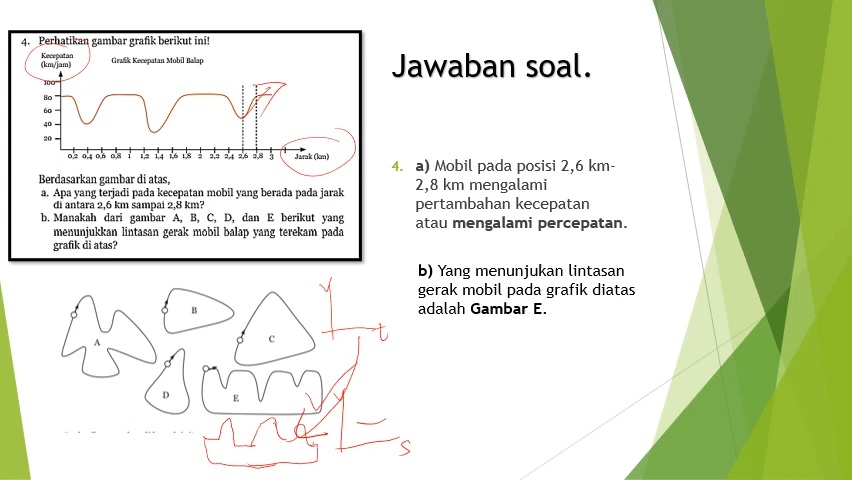 4. Perhatikan gambar grafik berikut ini!
Kecepatan
(km/jam)
Grafik Kecepatan Mobil Balap
100
80
60
40
20
0,2 0,4 0,6 0,8 1 1,2 1,4 1,6 1,8 2 2,2 2,4 2,6 2,8 3
Jarak (km)
Berdasarkan gambar di atas,
a. Apa yang terjadi pada kecepatan mobil yang berada pada jarak
di antara 2,6 km sampai 2,8 km?
b. Manakah dari gambar A, B, C, D, dan E berikut yang
menunjukkan lintasan gerak mobil balap yang terekam pada
grafik di atas?
A
B
C
D
E
V
t
V
s
Jawaban soal.
4. a) Mobil pada posisi 2,6 km-
2,8 km mengalami
pertambahan kecepatan
atau mengalami percepatan.
b) Yang menunjukan lintasan
gerak mobil pada grafik diatas
adalah Gambar E.